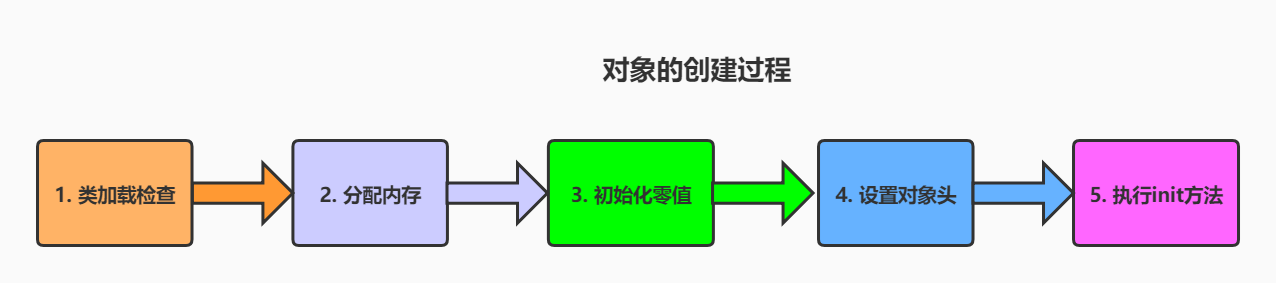 对象的创建过程
1. 类加载检查
2. 分配内存
3. 初始化零值
4. 设置对象头
5. 执行init方法